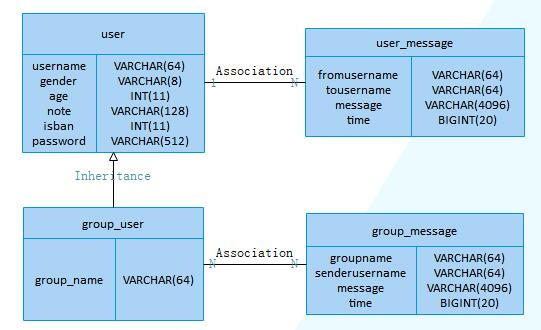 user
username VARCHAR(64)
gender VARCHAR(8)
age INT(11)
note VARCHAR(128)
isban INT(11)
password VARCHAR(512)
Association
1 N
user_message
fromusername VARCHAR(64)
tousername VARCHAR(64)
message VARCHAR(4096)
time BIGINT(20)
Inheritance
group_user
group_name VARCHAR(64)
Association
N N
group_message
groupname VARCHAR(64)
senderusername VARCHAR(64)
message VARCHAR(4096)
time BIGINT(20)